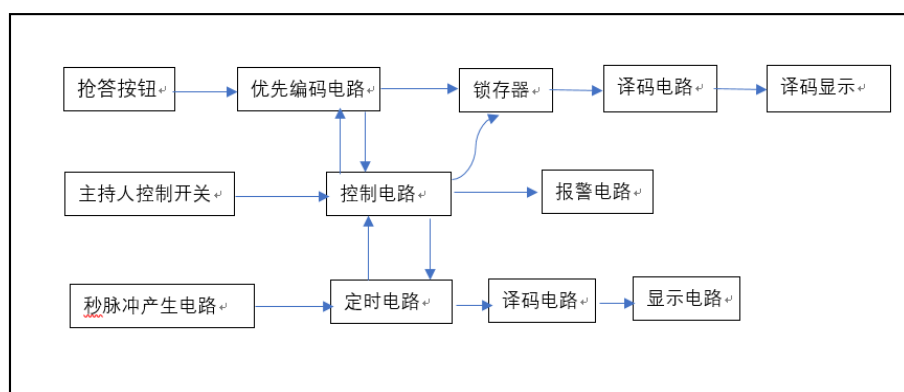 抢答按钮
优先编码电路
锁存器
译码电路
译码显示
主持人控制开关
控制电路
报警电路
秒脉冲产生电路
定时电路
译码电路
显示电路